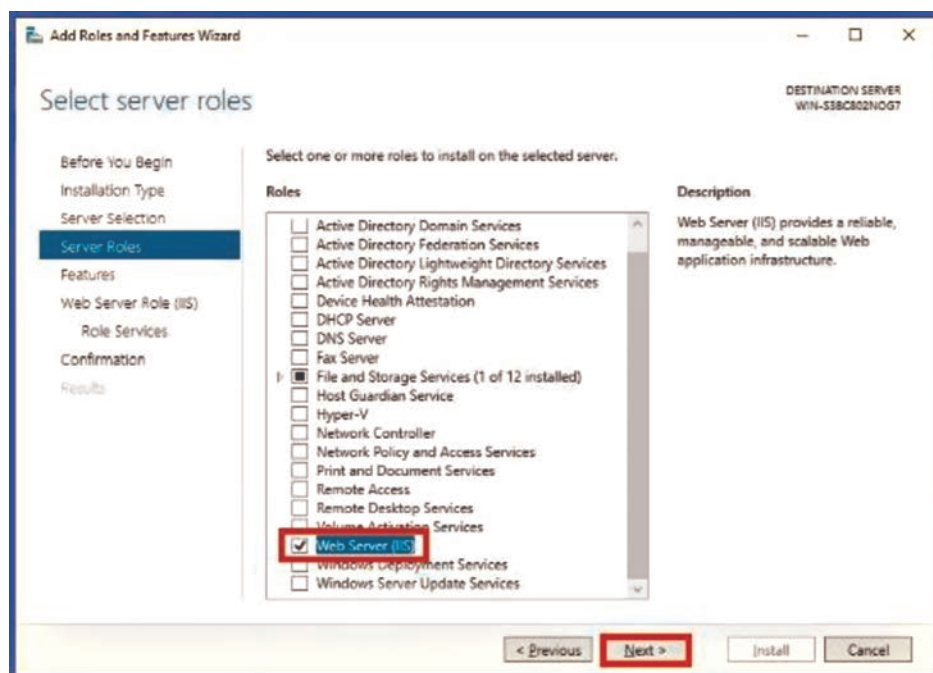 Add Roles and Features Wizard
Select server roles
DESTINATION SERVER
WIN-S3BC802NOG7
Before You Begin
Installation Type
Server Selection
Server Roles
Features
Web Server Role (IIS)
Role Services
Confirmation
Results
Select one or more roles to install on the selected server.
Roles
Active Directory Domain Services
Active Directory Federation Services
Active Directory Lightweight Directory Services
Active Directory Rights Management Services
Device Health Attestation
DHCP Server
DNS Server
Fax Server
File and Storage Services (1 of 12 installed)
Host Guardian Service
Hyper-V
Network Controller
Network Policy and Access Services
Print and Document Services
Remote Access
Remote Desktop Services
Volume Activation Services
Web Server (IIS)
Windows Deployment Services
Windows Server Update Services
Description
Web Server (IIS) provides a reliable,
manageable, and scalable Web
application infrastructure.
< Previous
Next >
Install
Cancel